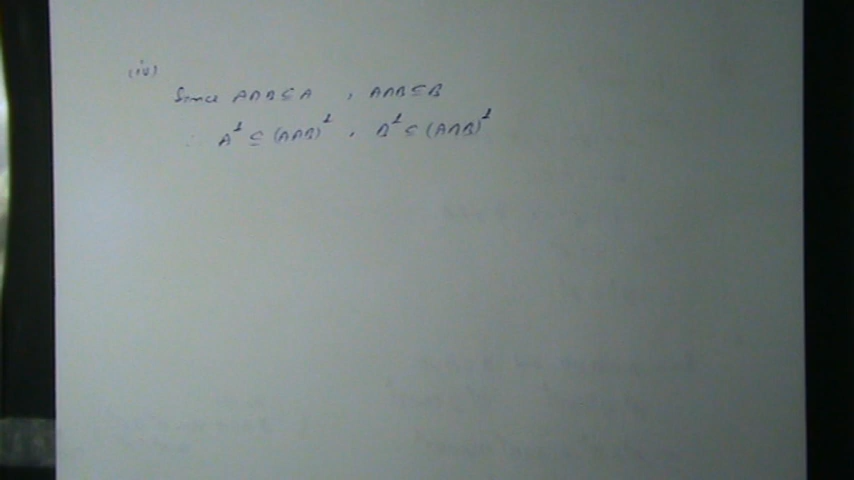 (iv)
Since A∩B⊆A , A∩B⊆B
∴ A⊥ ⊆ (A∩B)⊥ , B⊥ ⊆ (A∩B)⊥